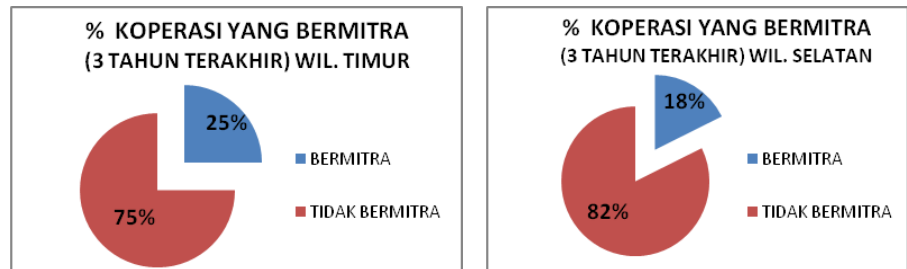 % KOPERASI YANG BERMITRA
(3 TAHUN TERAKHIR) WIL. TIMUR
25%
75%
BERMITRA
TIDAK BERMITRA
% KOPERASI YANG BERMITRA
(3 TAHUN TERAKHIR) WIL. SELATAN
18%
82%
BERMITRA
TIDAK BERMITRA